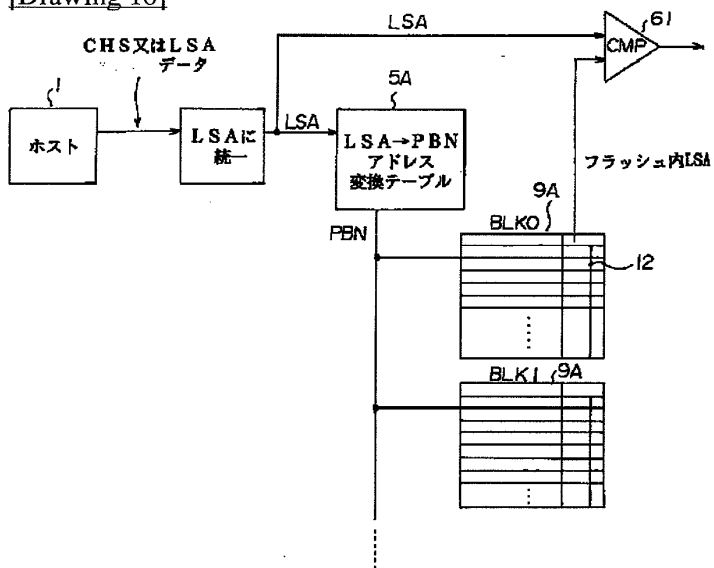 [Drawing 10]
LSA
61
CMP
CHS又はLSA
データ
1
ホスト
LSAに
統一
LSA
5A
LSA→PBN
アドレス
変換テーブル
フラッシュ内LSA
PBN
BLK0
9A
12
BLK1
9A